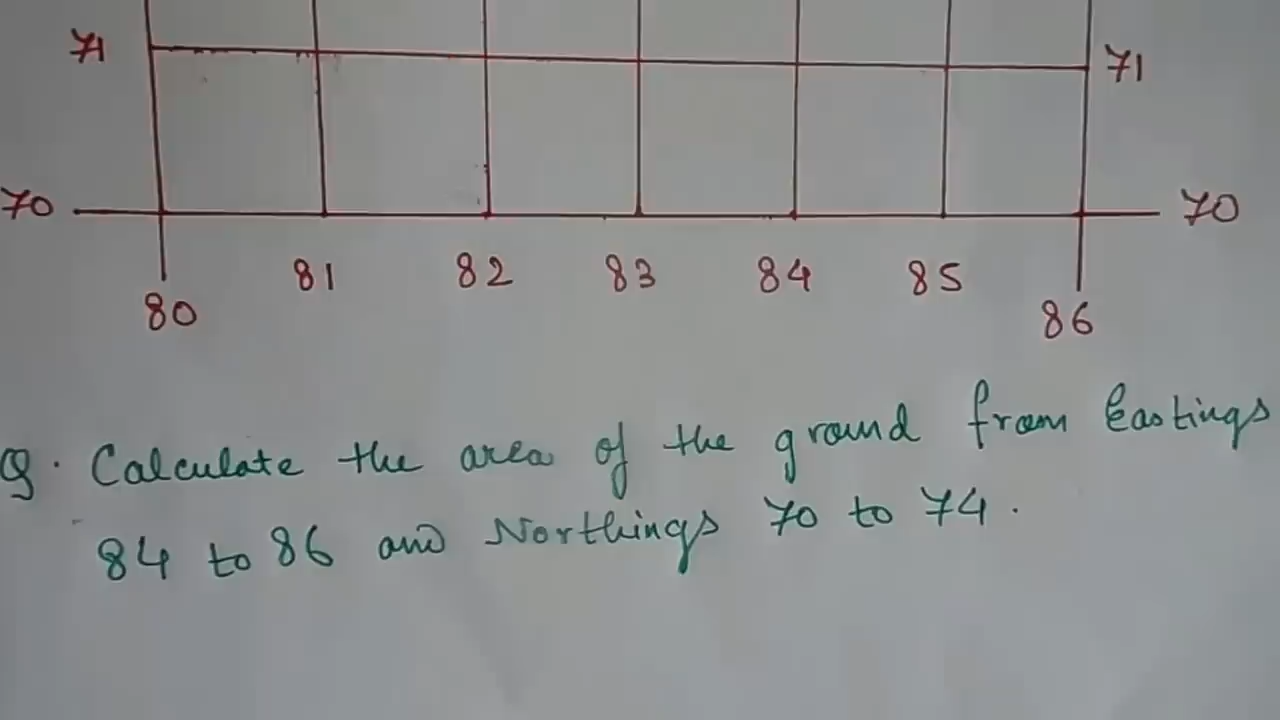 71 71
70 70
81 82 83 84 85
80 86
Q. Calculate the area of the ground from Eastings
84 to 86 and Northings 70 to 74.